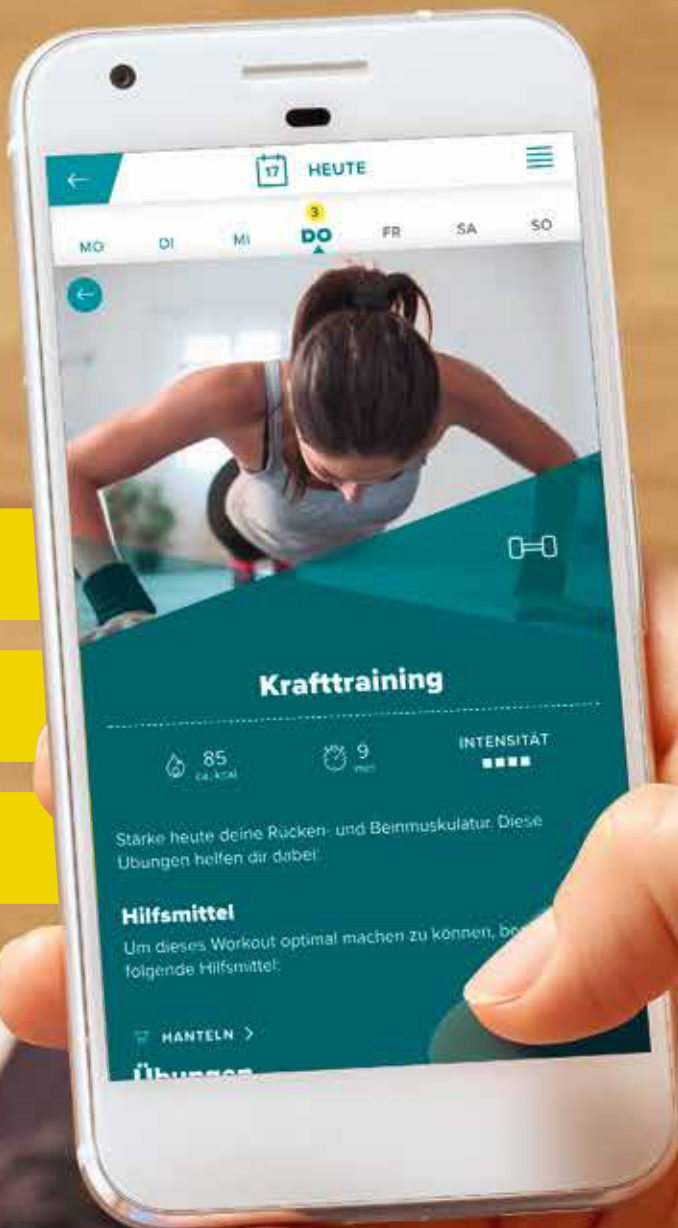 17 HEUTE
3
MO DI MI DO FR SA SO
Krafttraining
85
ca. kcal
9
min
INTENSITÄT
Stärke heute deine Rücken- und Beinmuskulatur. Diese
Übungen helfen dir dabei:
Hilfsmittel
Um dieses Workout optimal machen zu können,
folgende Hilfsmittel:
HANTELN >
Übungen